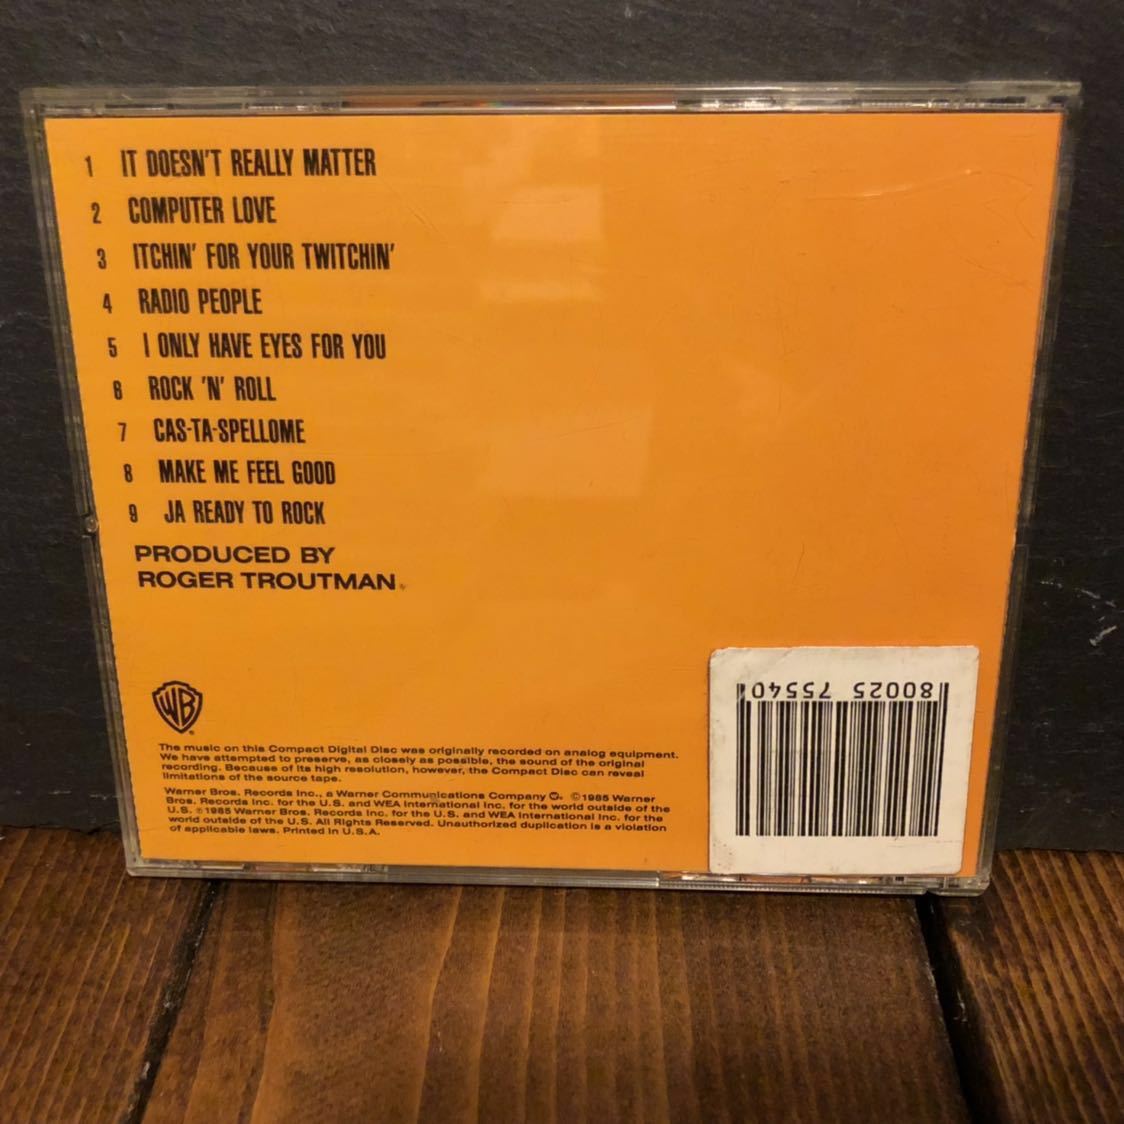 1 IT DOESN'T REALLY MATTER
2 COMPUTER LOVE
3 ITCHIN' FOR YOUR TWITCHIN'
4 RADIO PEOPLE
5 I ONLY HAVE EYES FOR YOU
6 ROCK 'N' ROLL
7 CAS-TA-SPELLOME
8 MAKE ME FEEL GOOD
9 JA READY TO ROCK
PRODUCED BY
ROGER TROUTMAN
WB
The music on this Compact Digital Disc was originally recorded on analog equipment.
We have attempted to preserve, as closely as possible, the sound of the original
recording. Because of its high resolution, however, the Compact Disc can reveal
limitations of the source tape.
Warner Bros. Records Inc., a Warner Communications Company W. ©1985 Warner
Bros. Records Inc. for the U.S. and WEA International Inc. for the world outside of the
U.S. ℗1985 Warner Bros. Records Inc. for the U.S. and WEA International Inc. for the
world outside of the U.S. All Rights Reserved. Unauthorized duplication is a violation
of applicable laws. Printed in U.S.A.
80025 75540